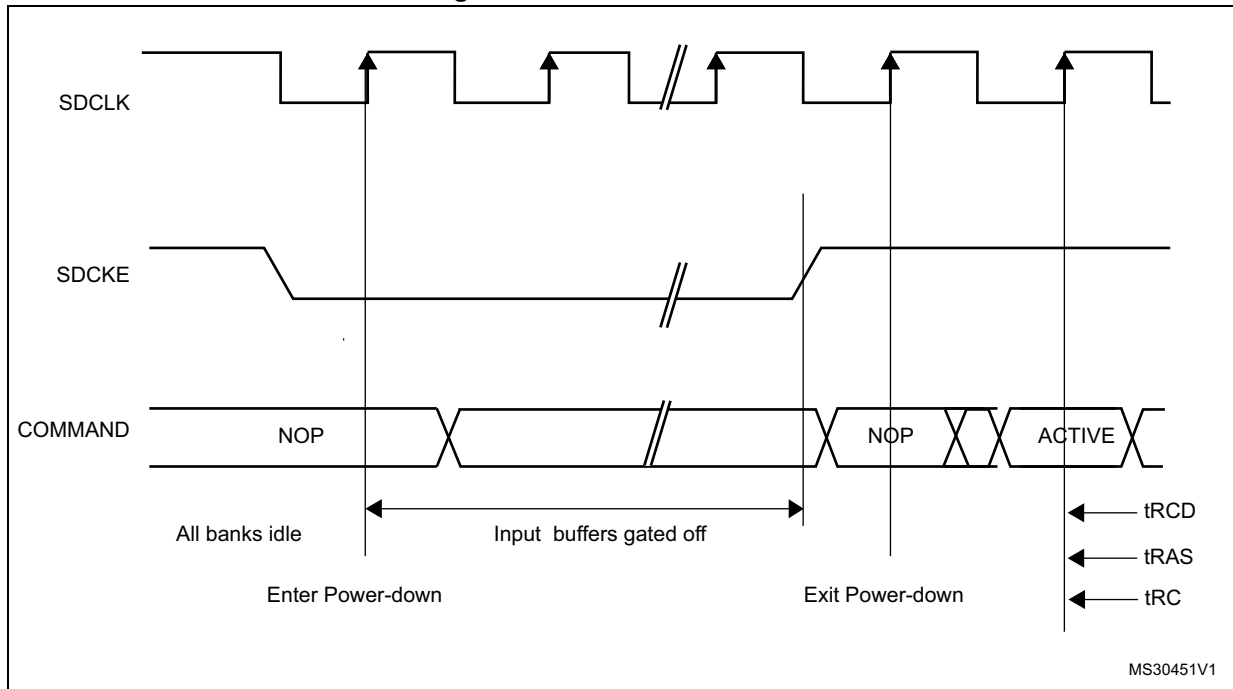 SDCLK
SDCKE
COMMAND
NOP
NOP
ACTIVE
All banks idle
Input buffers gated off
tRCD
tRAS
Enter Power-down
Exit Power-down
tRC
MS30451V1